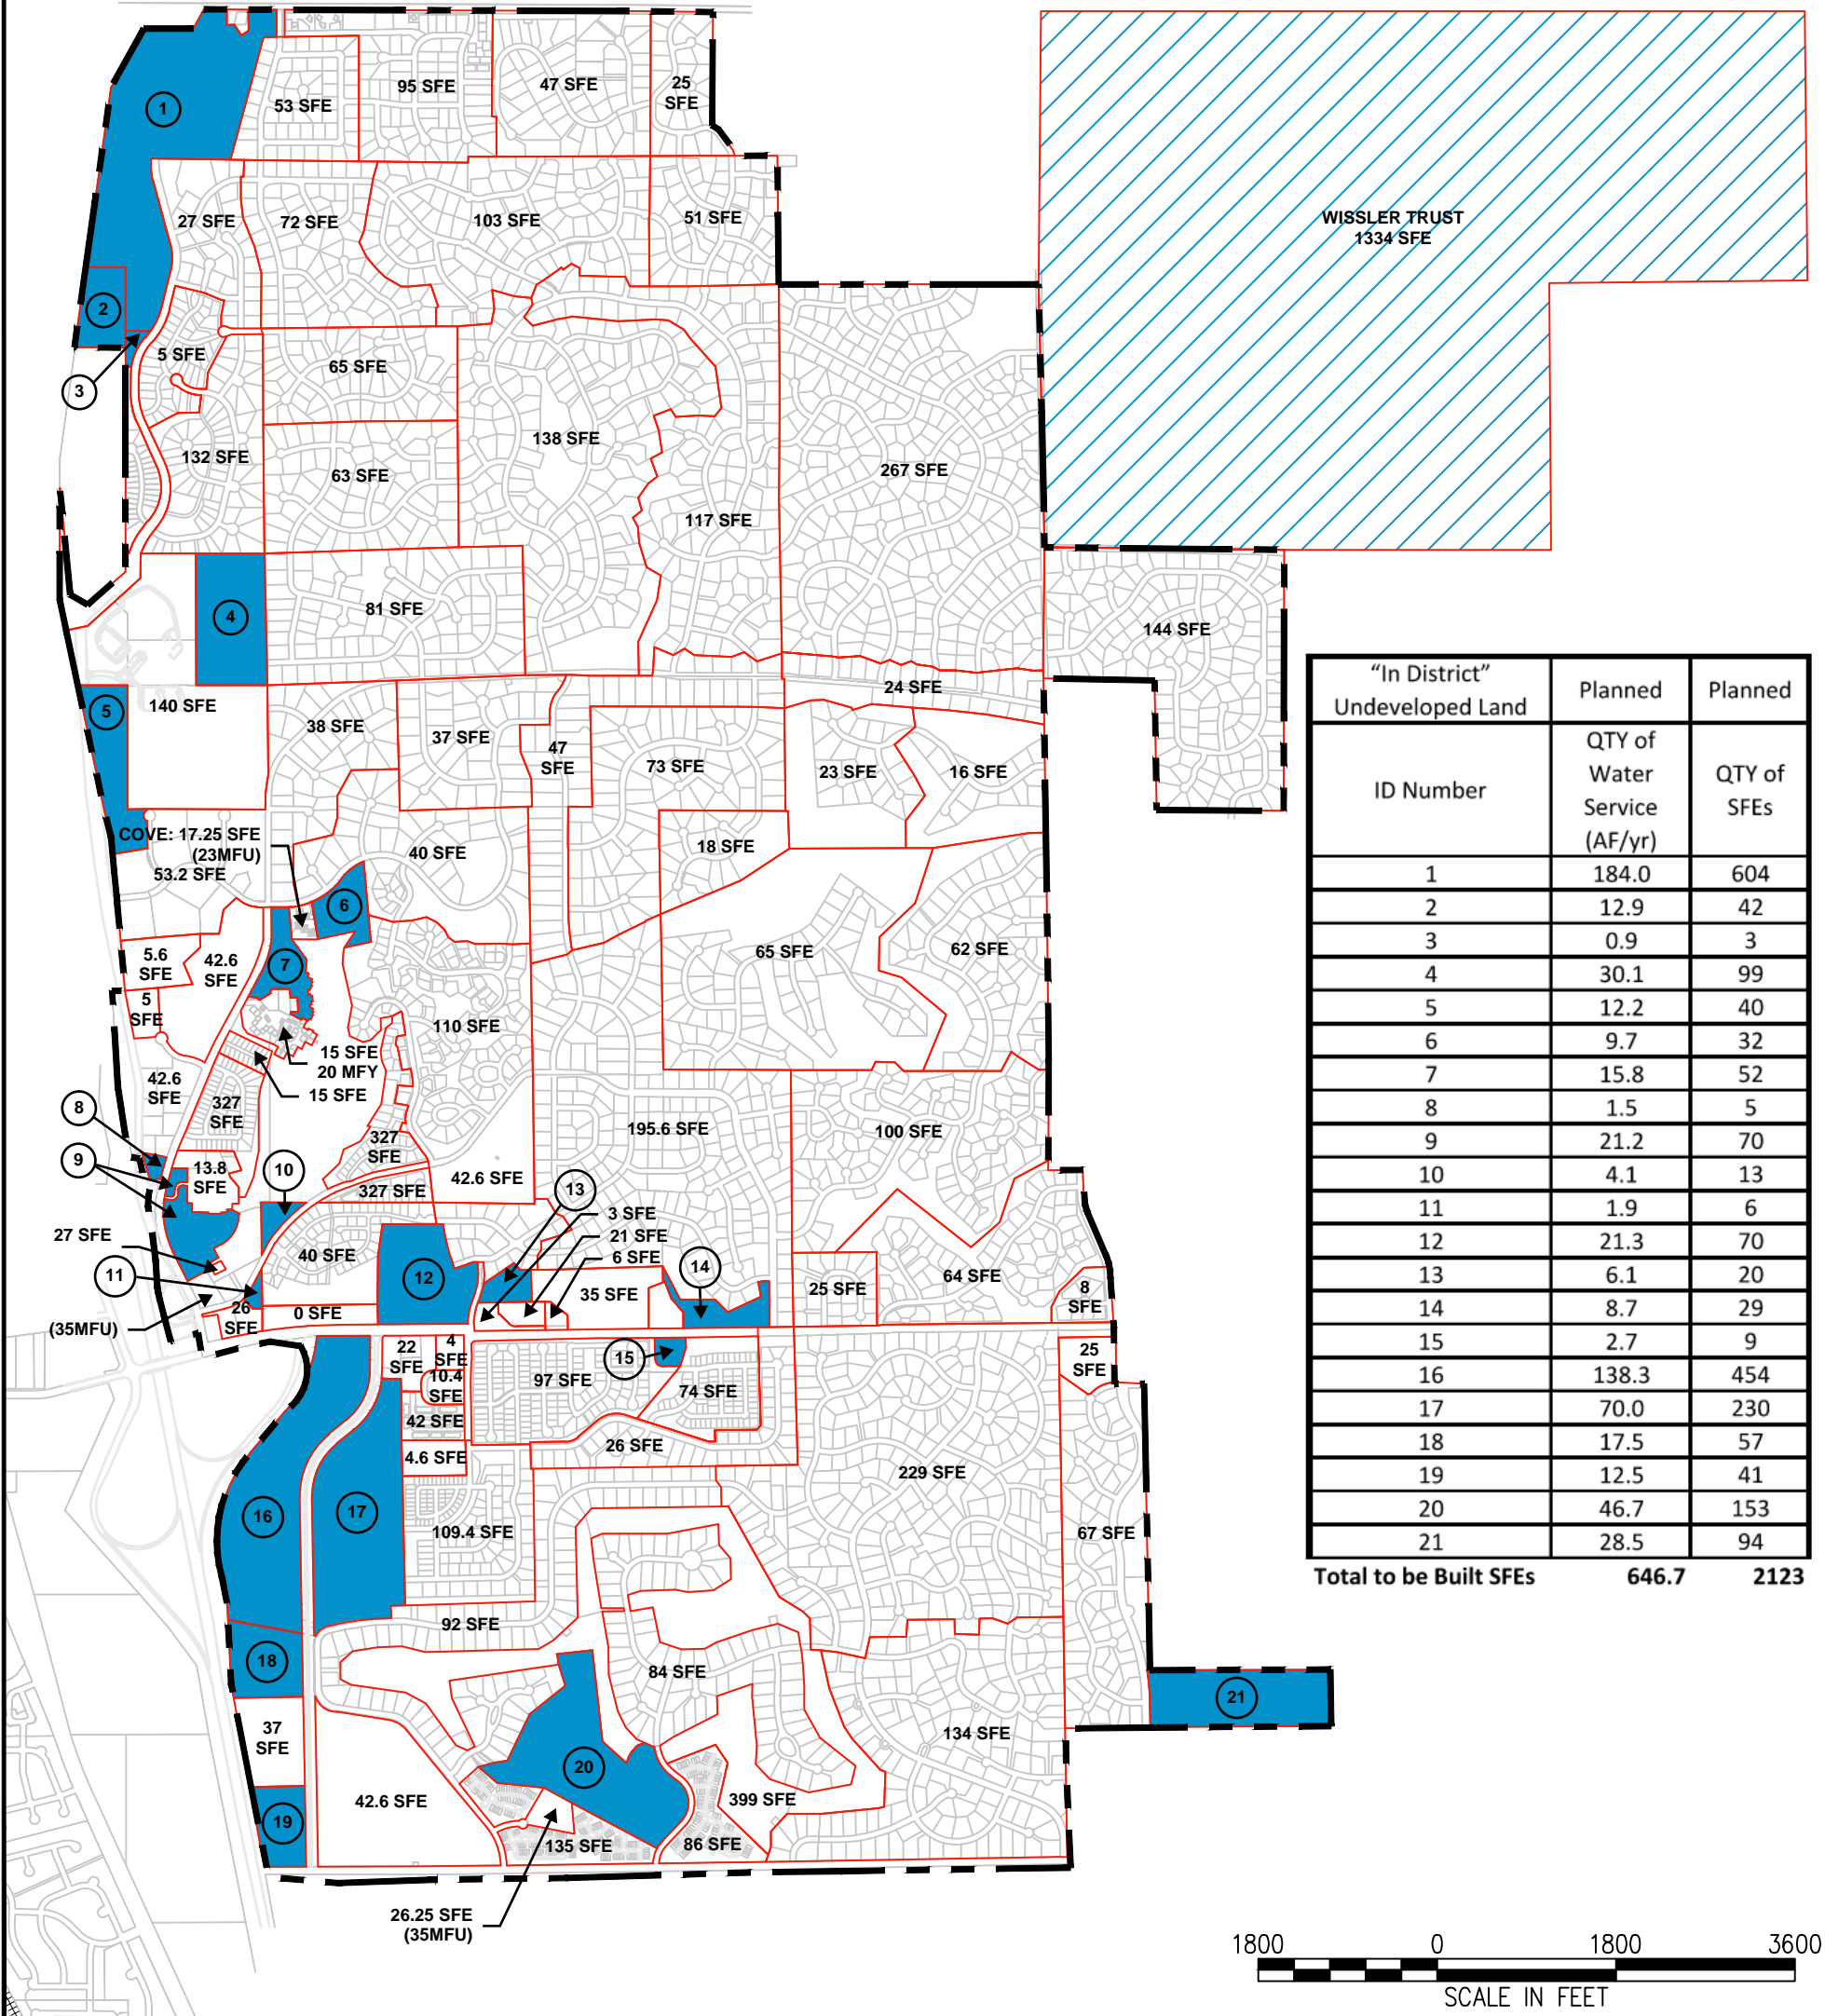 1
53 SFE
95 SFE
47 SFE
25
SFE
27 SFE
72 SFE
103 SFE
51 SFE
WISSLER TRUST
1334 SFE
2
3
5 SFE
65 SFE
132 SFE
63 SFE
138 SFE
117 SFE
267 SFE
4
81 SFE
144 SFE
24 SFE
5
140 SFE
38 SFE
37 SFE
47
SFE
73 SFE
23 SFE
16 SFE
COVE: 17.25 SFE
(23MFU)
53.2 SFE
40 SFE
18 SFE
6
7
5.6
SFE
42.6
SFE
5
SFE
65 SFE
62 SFE
110 SFE
15 SFE
20 MFY
15 SFE
42.6
SFE
327
SFE
8
9
13.8
SFE
10
327
SFE
327 SFE
42.6 SFE
195.6 SFE
100 SFE
13
3 SFE
21 SFE
6 SFE
27 SFE
11
40 SFE
12
35 SFE
14
25 SFE
64 SFE
8
SFE
(35MFU)
26
SFE
0 SFE
22
SFE
4
SFE
10.4
SFE
42 SFE
4.6 SFE
97 SFE
15
74 SFE
26 SFE
25
SFE
16
17
109.4 SFE
229 SFE
67 SFE
92 SFE
18
84 SFE
21
37
SFE
134 SFE
20
19
42.6 SFE
399 SFE
135 SFE
86 SFE
26.25 SFE
(35MFU)
"In District" Planned Planned
Undeveloped Land
ID Number QTY of Water Service (AF/yr) QTY of SFEs
1 184.0 604
2 12.9 42
3 0.9 3
4 30.1 99
5 12.2 40
6 9.7 32
7 15.8 52
8 1.5 5
9 21.2 70
10 4.1 13
11 1.9 6
12 21.3 70
13 6.1 20
14 8.7 29
15 2.7 9
16 138.3 454
17 70.0 230
18 17.5 57
19 12.5 41
20 46.7 153
21 28.5 94
Total to be Built SFEs 646.7 2123
1800 0 1800 3600
SCALE IN FEET